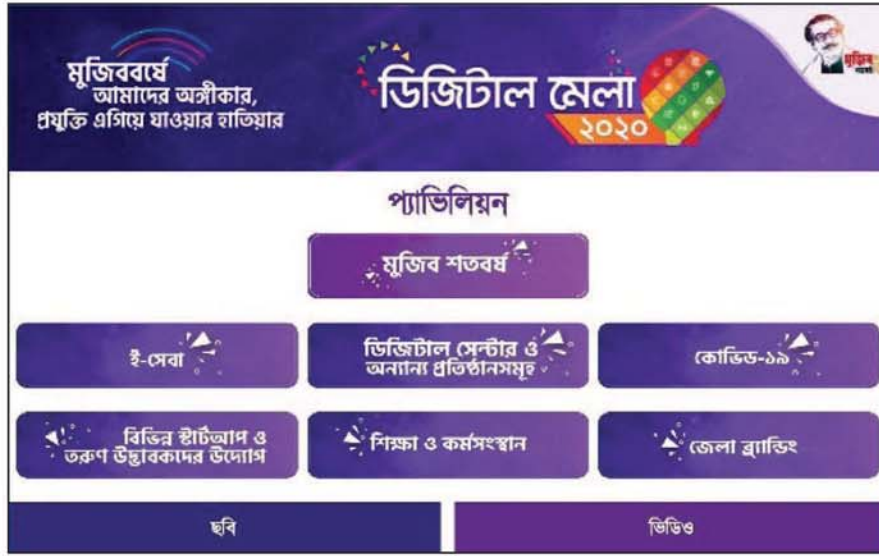 মুজিববর্ষে
আমাদের অঙ্গীকার,
প্রযুক্তি এগিয়ে যাওয়ার হাতিয়ার
ডিজিটাল মেলা
২০২০
মুজিব
প্যাভিলিয়ন
মুজিব শতবর্ষ
ই-সেবা
ডিজিটাল সেন্টার ও
অন্যান্য প্রতিষ্ঠানসমূহ
কোভিড-১৯
বিভিন্ন স্টার্টআপ ও
তরুণ উদ্ভাবকদের উদ্যোগ
শিক্ষা ও কর্মসংস্থান
জেলা ব্র্যান্ডিং
ছবি
ভিডিও